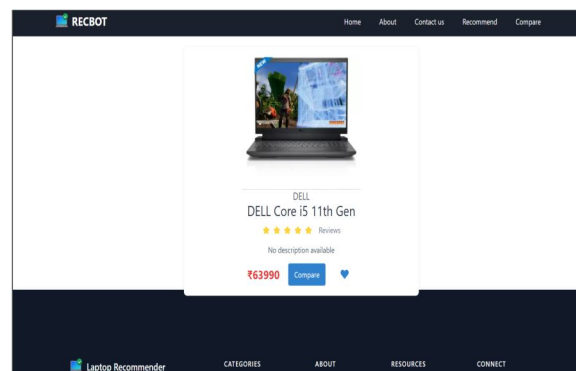 RECBOT
Home About Contact us Recommend Compare
NEW
DELL
DELL Core i5 11th Gen
Reviews
No description available
₹63990 Compare
Laptop Recommender CATEGORIES ABOUT RESOURCES CONNECT